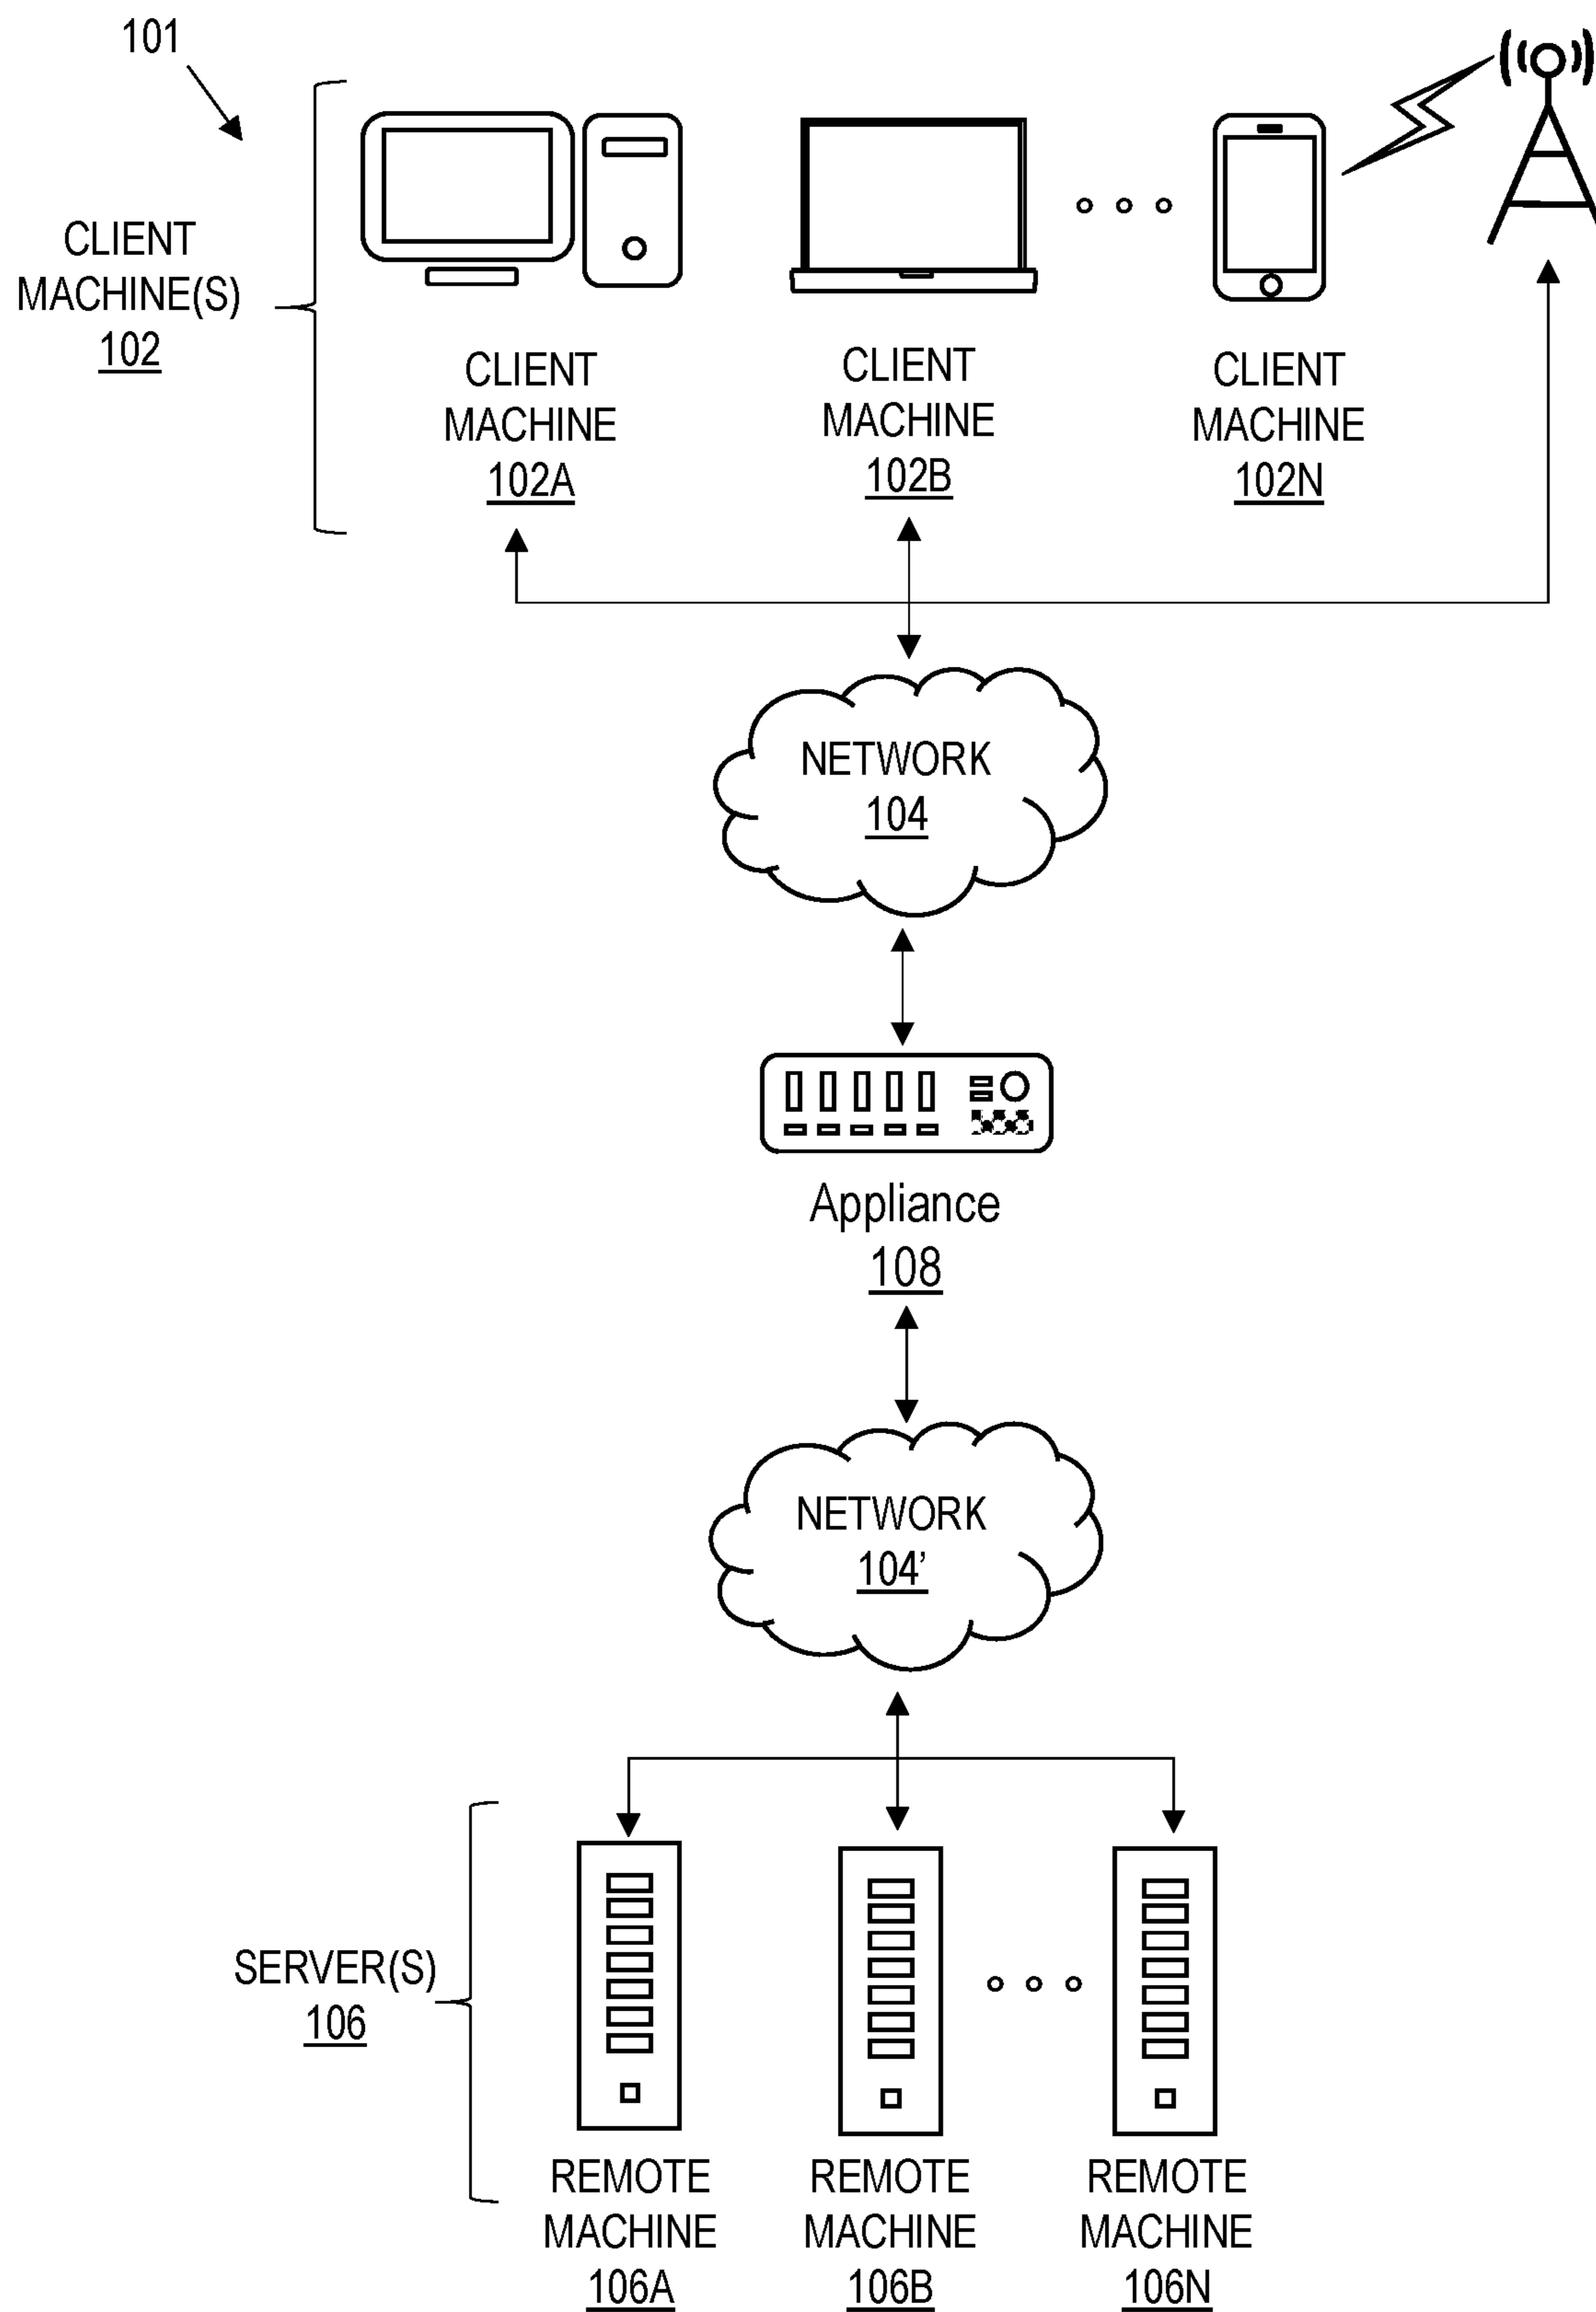 101
CLIENT
MACHINE(S)
102
CLIENT
MACHINE
102A
CLIENT
MACHINE
102B
CLIENT
MACHINE
102N
NETWORK
104
Appliance
108
NETWORK
104’
SERVER(S)
106
REMOTE
MACHINE
106A
REMOTE
MACHINE
106B
REMOTE
MACHINE
106N